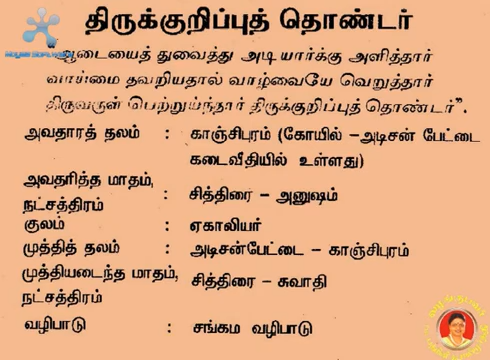 திருக்குறிப்புத் தொண்டர்
ஆடையைத் துவைத்து அடியார்க்கு அளித்தார்
வாய்மை தவறியதால் வாழ்வையே வெறுத்தார்
திருவருள் பெற்றுய்ந்தார் திருக்குறிப்புத் தொண்டர்".
அவதாரத் தலம் : காஞ்சிபுரம் (கோயில் –அடிசன் பேட்டை
கடைவீதியில் உள்ளது)
அவதரித்த மாதம்,
நட்சத்திரம் : சித்திரை – அனுஷம்
குலம் : ஏகாலியர்
முத்தித் தலம் : அடிசன்பேட்டை – காஞ்சிபுரம்
முத்தியடைந்த மாதம்,
நட்சத்திரம் : சித்திரை – சுவாதி
வழிபாடு : சங்கம வழிபாடு